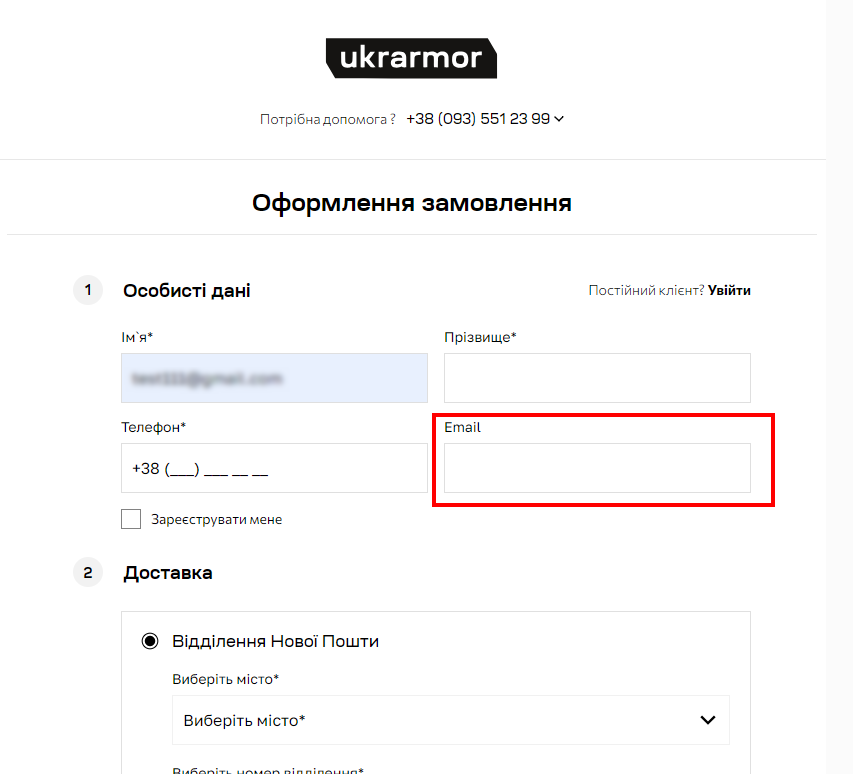 ukrarmor
Потрібна допомога ? +38 (093) 551 23 99
Оформлення замовлення
1 Особисті дані Постійний клієнт? Увійти
Ім`я* Прізвище*
Телефон* Email
+38 (___) ___ __ __
Зареєструвати мене
2 Доставка
Відділення Нової Пошти
Виберіть місто*
Виберіть місто*
Виберіть номер відділення*